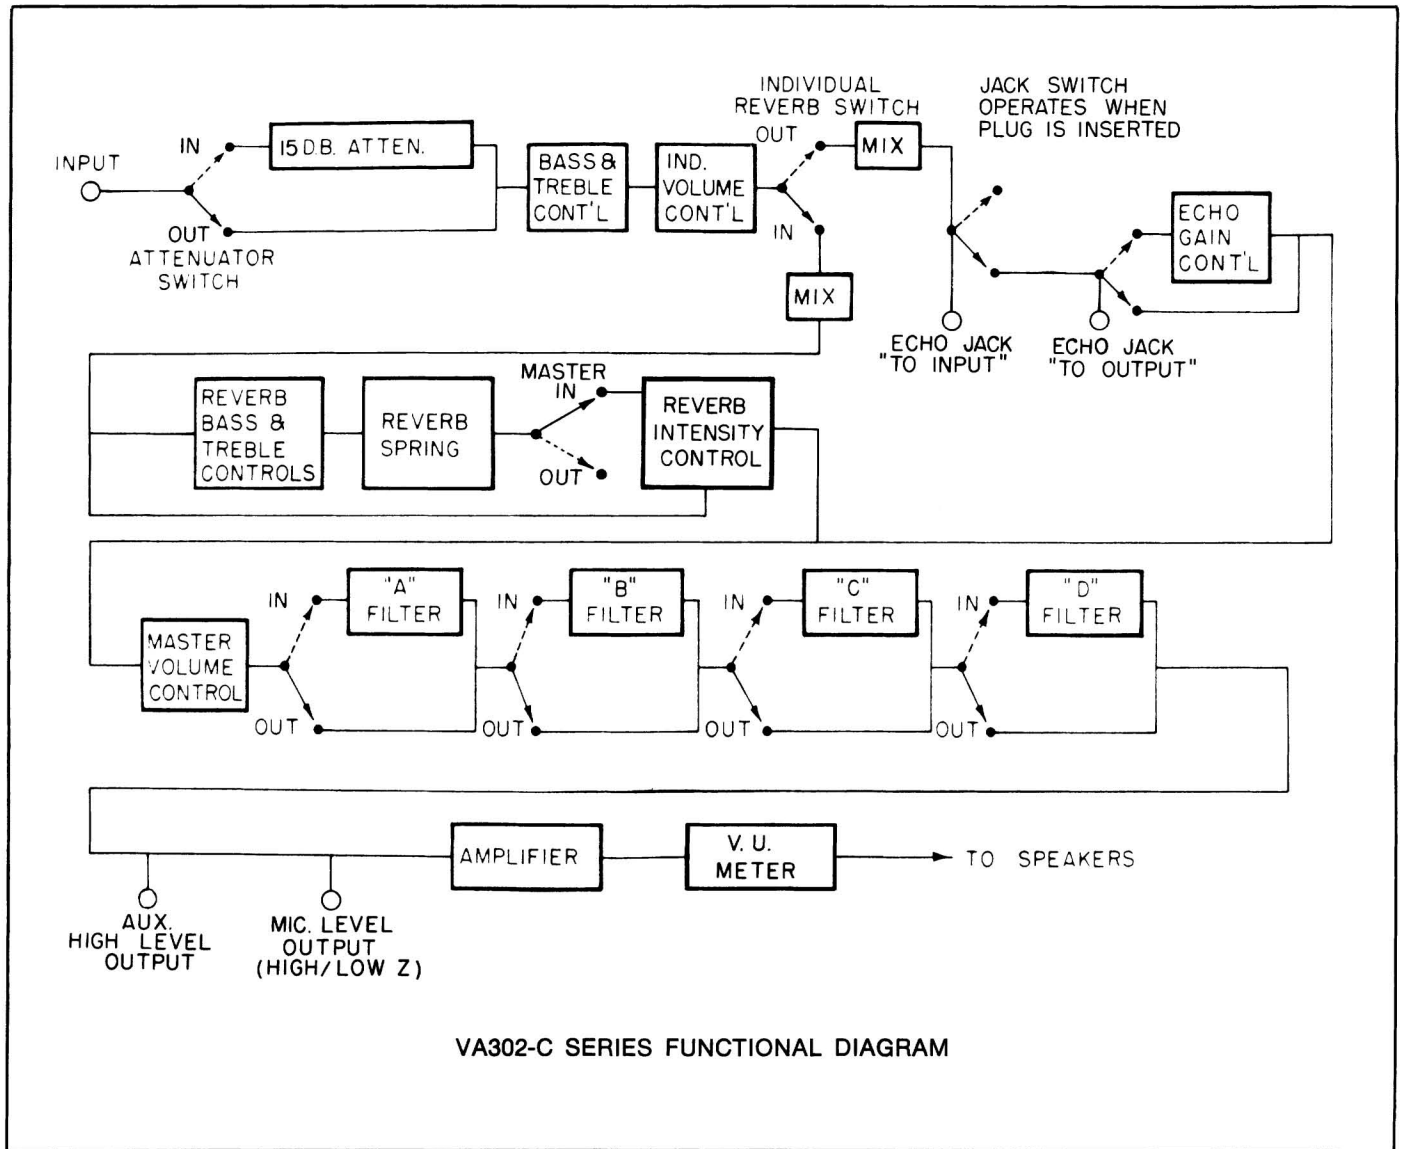 INDIVIDUAL
REVERB SWITCH
JACK SWITCH
OPERATES WHEN
PLUG IS INSERTED
INPUT
IN
15 D.B. ATTEN.
OUT
ATTENUATOR
SWITCH
BASS &
TREBLE
CONT'L
IND.
VOLUME
CONT'L
OUT
MIX
IN
MIX
ECHO
GAIN
CONT'L
ECHO JACK
"TO INPUT"
ECHO JACK
"TO OUTPUT"
REVERB
BASS &
TREBLE
CONTROLS
REVERB
SPRING
MASTER
IN
OUT
REVERB
INTENSITY
CONTROL
MASTER
VOLUME
CONTROL
IN
"A"
FILTER
OUT
IN
"B"
FILTER
OUT
IN
"C"
FILTER
OUT
IN
"D"
FILTER
OUT
AMPLIFIER
V. U.
METER
TO SPEAKERS
AUX.
HIGH LEVEL
OUTPUT
MIC. LEVEL
OUTPUT
(HIGH/LOW Z)
VA302-C SERIES FUNCTIONAL DIAGRAM